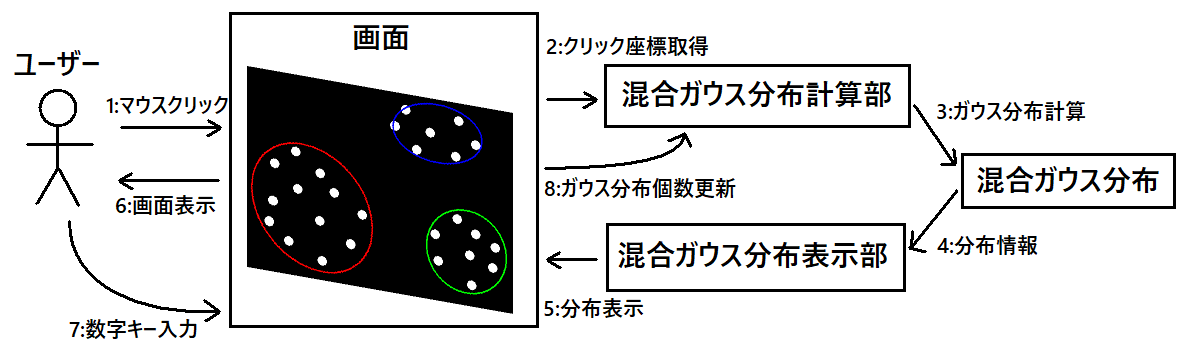 ユーザー
画面
1:マウスクリック
2:クリック座標取得
混合ガウス分布計算部
3:ガウス分布計算
混合ガウス分布
4:分布情報
混合ガウス分布表示部
5:分布表示
6:画面表示
7:数字キー入力
8:ガウス分布個数更新